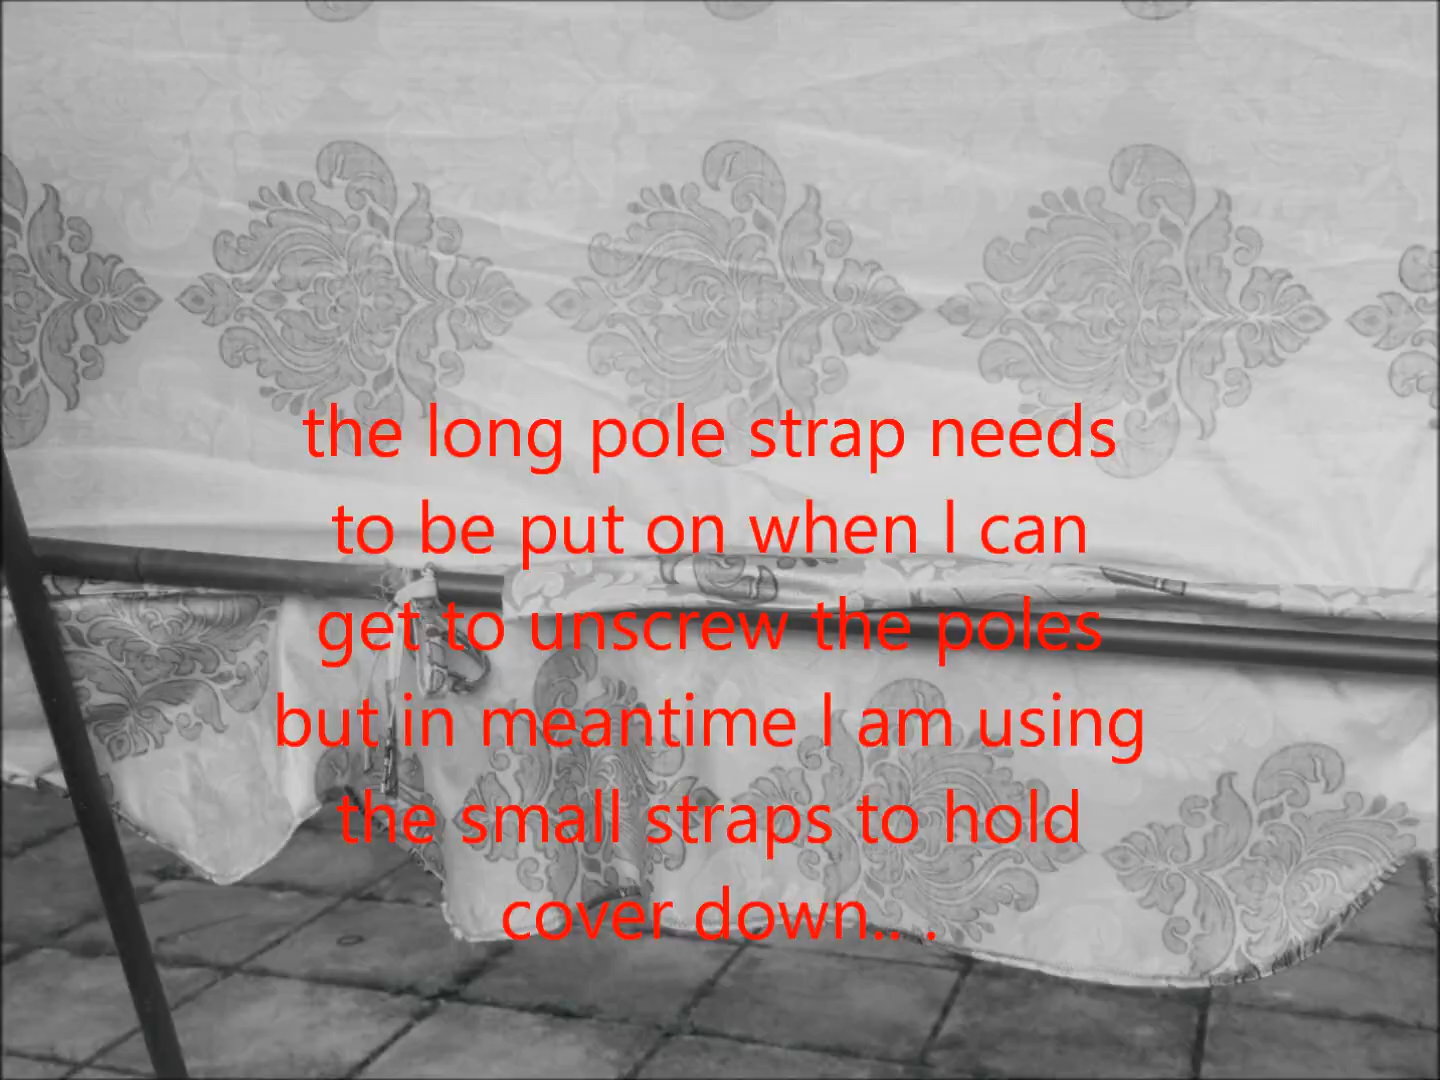 the long pole strap needs
to be put on when I can
get to unscrew the poles
but in meantime I am using
the small straps to hold
cover down.. .